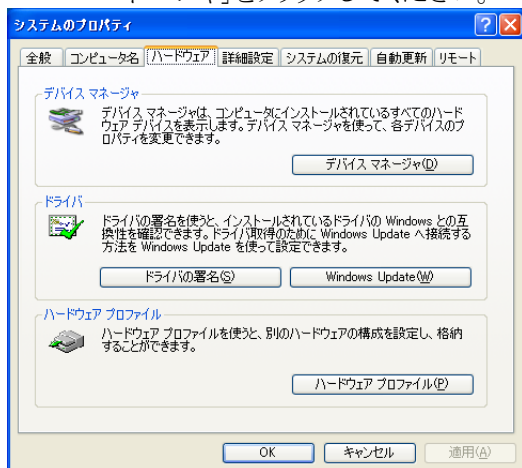 をクリックしてください。
システムのプロパティ
全般 コンピュータ名 ハードウェア 詳細設定 システムの復元 自動更新 リモート
デバイス マネージャ
デバイス マネージャは、コンピュータにインストールされているすべてのハード
ウェア デバイスを表示します。デバイス マネージャを使って、各デバイスのプ
ロパティを変更できます。
デバイス マネージャ(D)
ドライバ
ドライバの署名を使うと、インストールされているドライバの Windows との互
換性を確認できます。ドライバ取得のために Windows Update へ接続する
方法を Windows Update を使って設定できます。
ドライバの署名(S) Windows Update(W)
ハードウェア プロファイル
ハードウェア プロファイルを使うと、別のハードウェアの構成を設定し、格納
することができます。
ハードウェア プロファイル(P)
OK キャンセル 適用(A)